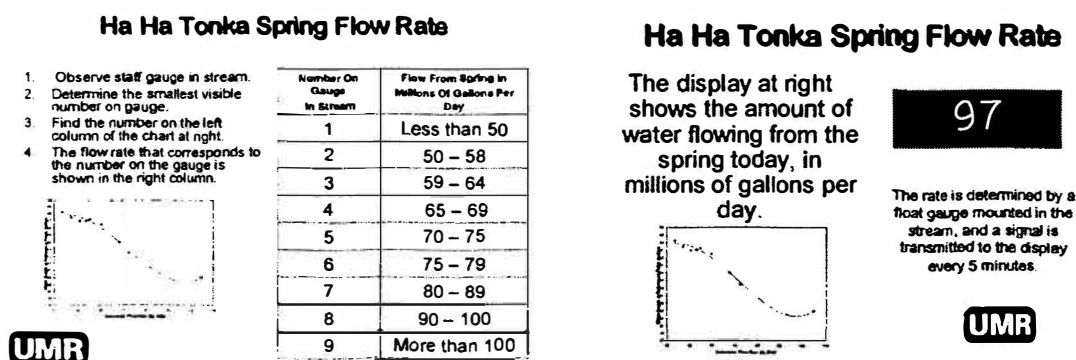 Ha Ha Tonka Spring Flow Rate
1. Observe staff gauge in stream.
2. Determine the smallest visible
number on gauge.
3. Find the number on the left
column of the chart at right.
4 The flow rate that corresponds to
the number on the gauge is
shown in the right column.
Number On
Gauge
In Stream
Flow From Spring In
Millions Of Gallons Per
Day
1 Less than 50
2 50 – 58
3 59 – 64
4 65 – 69
5 70 – 75
6 75 – 79
7 80 – 89
8 90 – 100
9 More than 100
UMR
Ha Ha Tonka Spring Flow Rate
The display at right
shows the amount of
water flowing from the
spring today, in
millions of gallons per
day.
97
The rate is determined by a
float gauge mounted in the
stream, and a signal is
transmitted to the display
every 5 minutes.
UMR